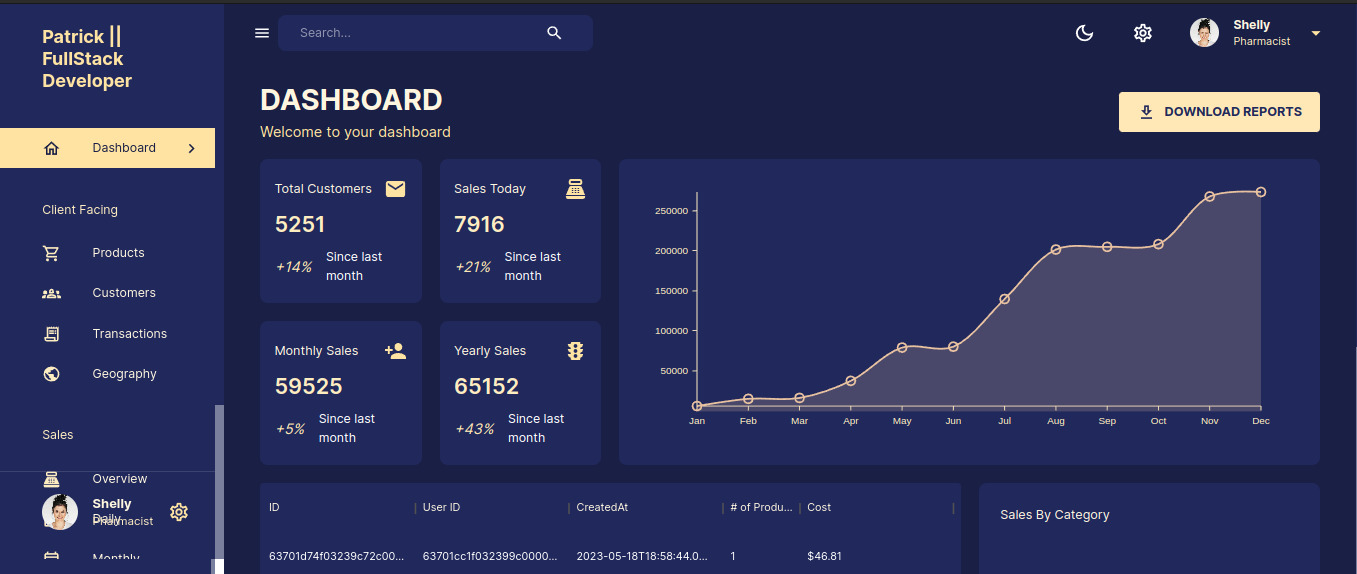 Patrick ||
FullStack
Developer
Dashboard
Client Facing
Products
Customers
Transactions
Geography
Sales
Overview
Shelly
Daily
Pharmacist
Monthly
Search...
Shelly
Pharmacist
DASHBOARD
Welcome to your dashboard
DOWNLOAD REPORTS
Total Customers
5251
+14%
Since last
month
Sales Today
7916
+21%
Since last
month
Monthly Sales
59525
+5%
Since last
month
Yearly Sales
65152
+43%
Since last
month
250000
200000
150000
100000
50000
Jan Feb Mar Apr May Jun Jul Aug Sep Oct Nov Dec
ID User ID CreatedAt # of Produ... Cost
63701d74f03239c72c00... 63701cc1f032399c0000... 2023-05-18T18:58:44.0... 1 $46.81
Sales By Category